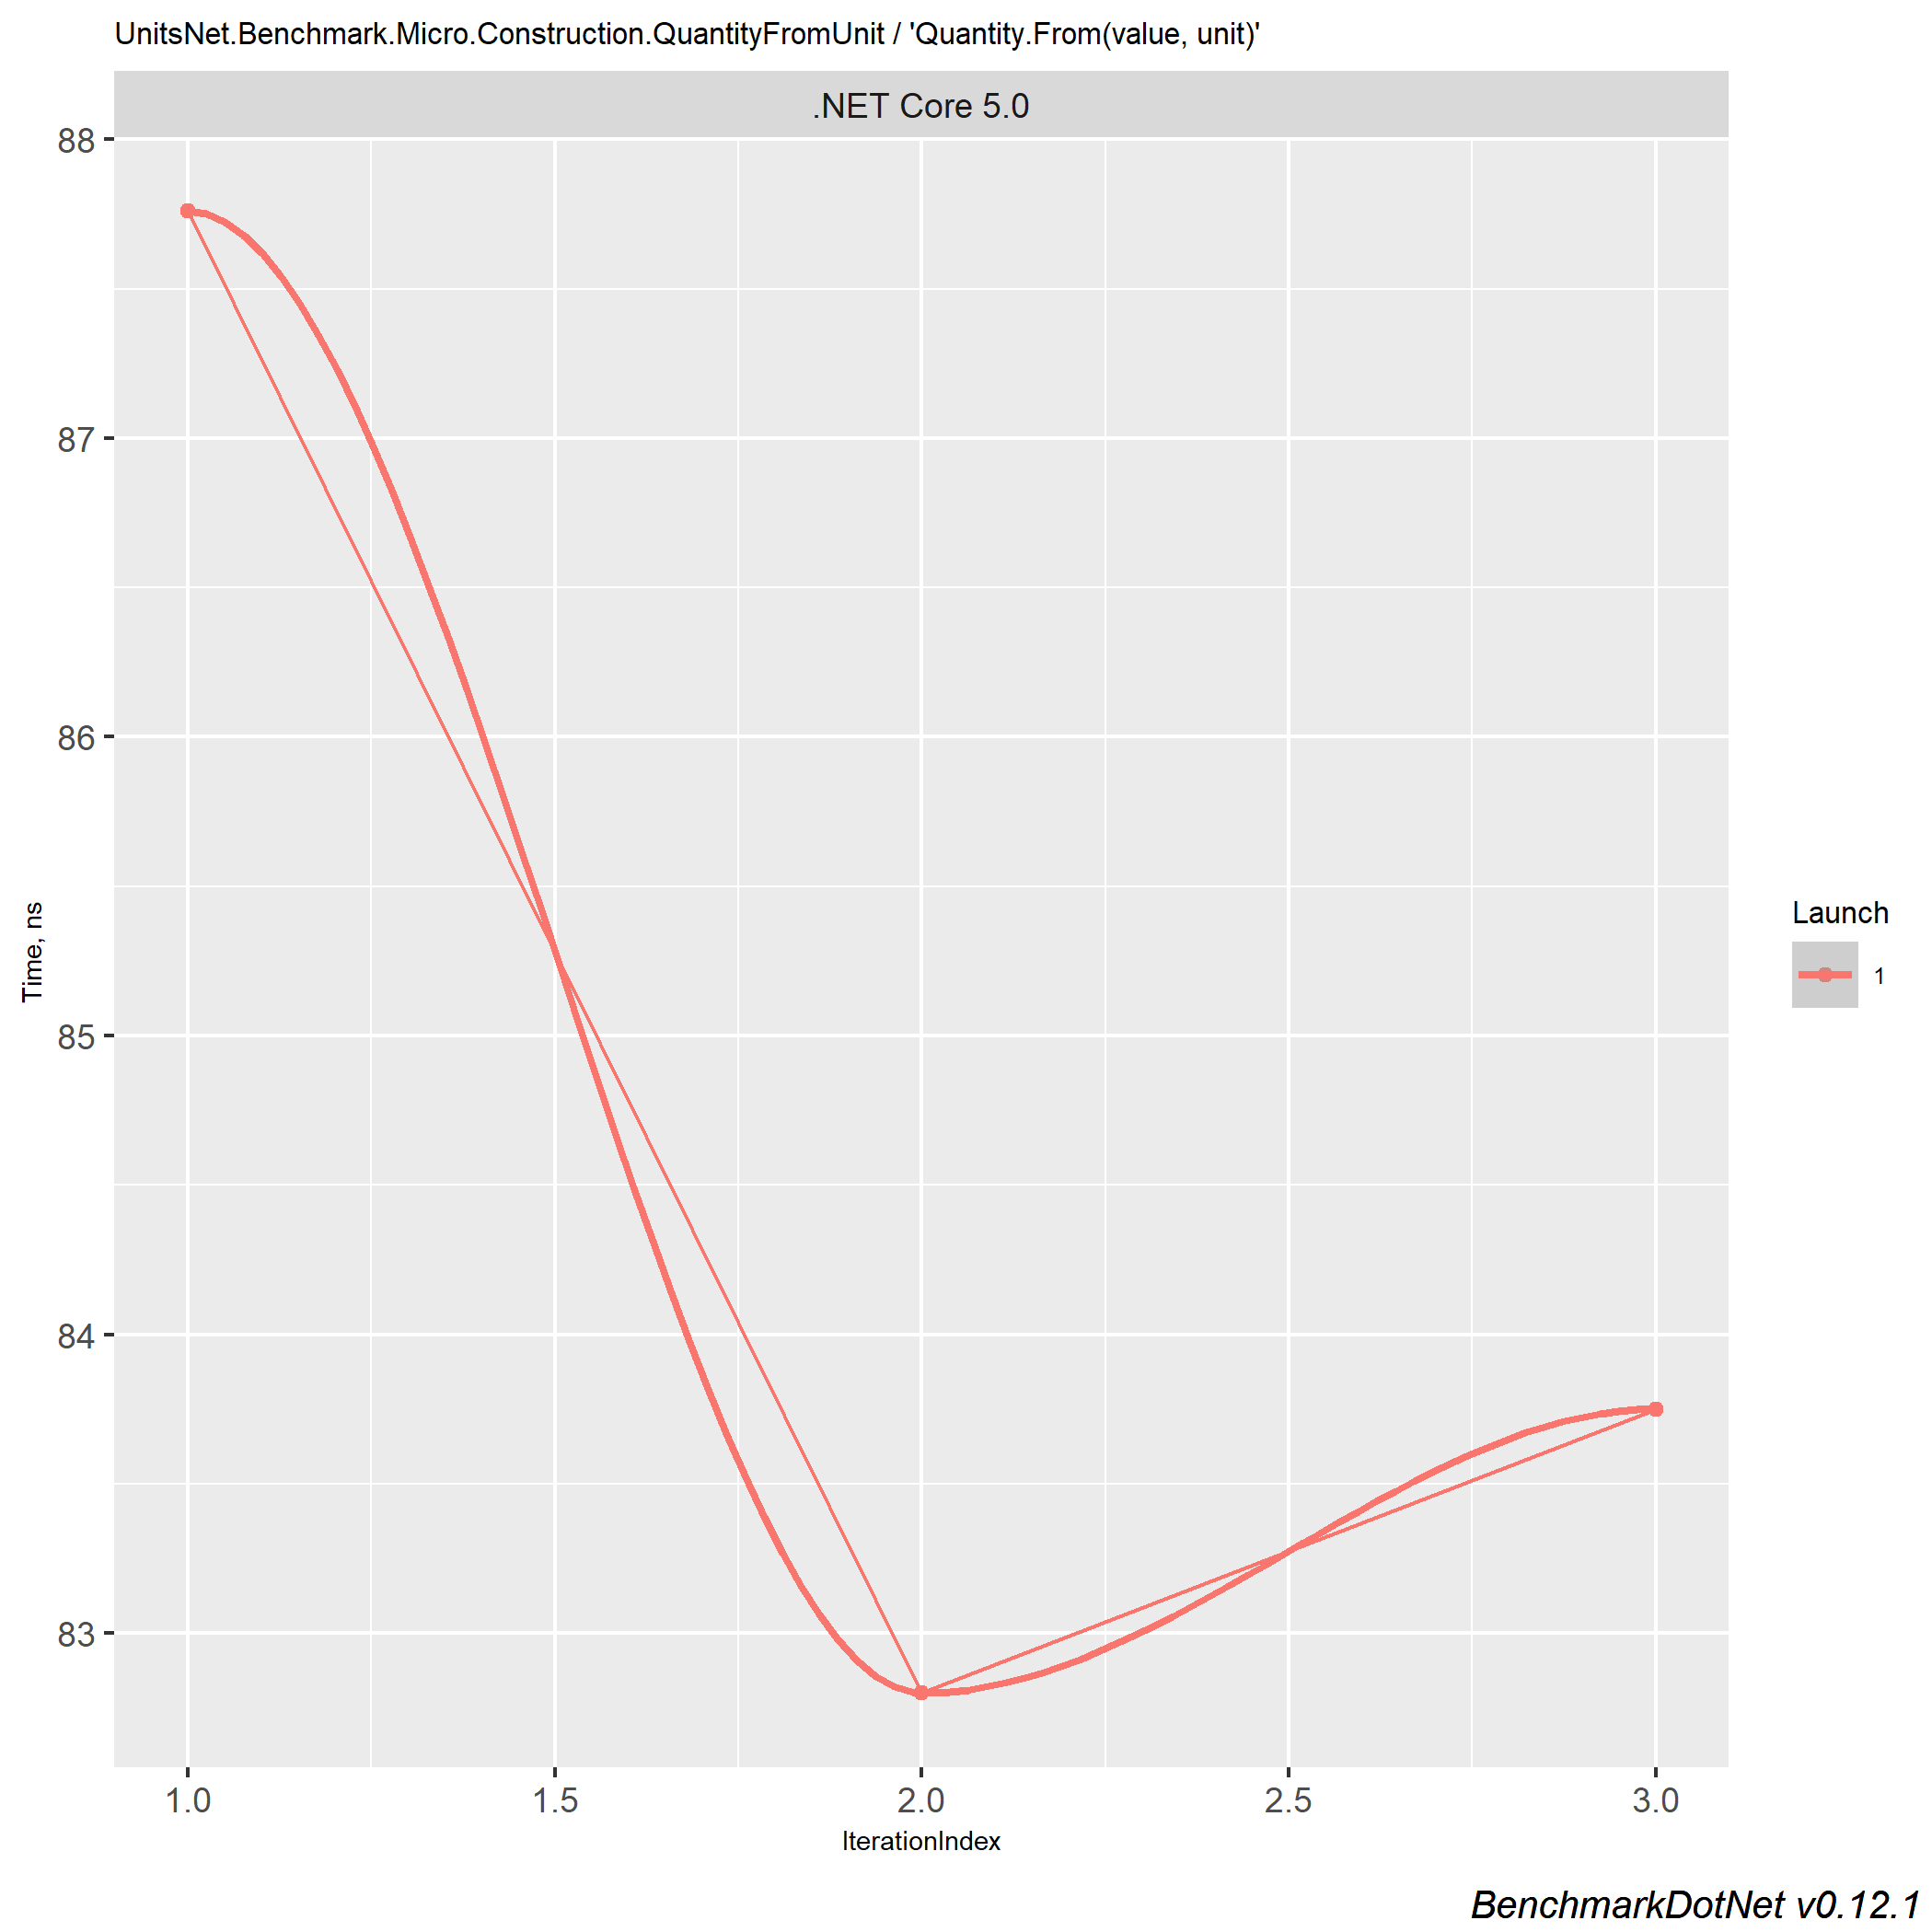 UnitsNet.Benchmark.Micro.Construction.QuantityFromUnit / 'Quantity.From(value, unit)'
.NET Core 5.0
88
87
86
85
84
83
Time, ns
1.0 1.5 2.0 2.5 3.0
IterationIndex
Launch
1
BenchmarkDotNet v0.12.1